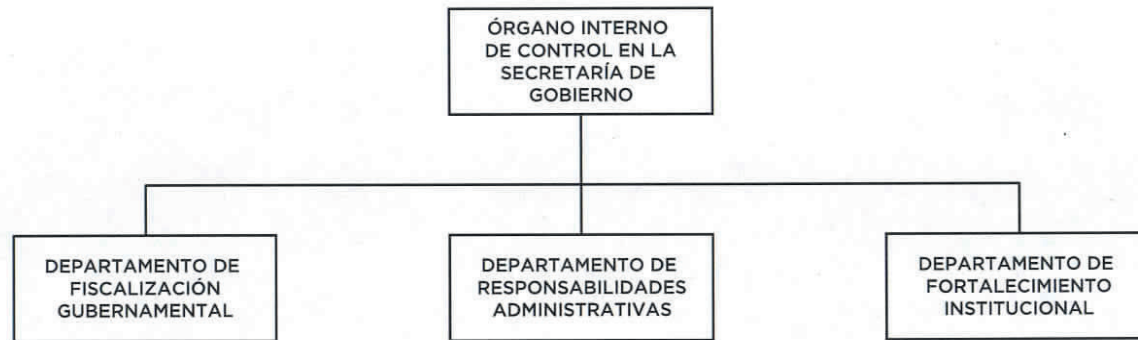 ÓRGANO INTERNO
DE CONTROL EN LA
SECRETARÍA DE
GOBIERNO
DEPARTAMENTO DE
FISCALIZACIÓN
GUBERNAMENTAL
DEPARTAMENTO DE
RESPONSABILIDADES
ADMINISTRATIVAS
DEPARTAMENTO DE
FORTALECIMIENTO
INSTITUCIONAL